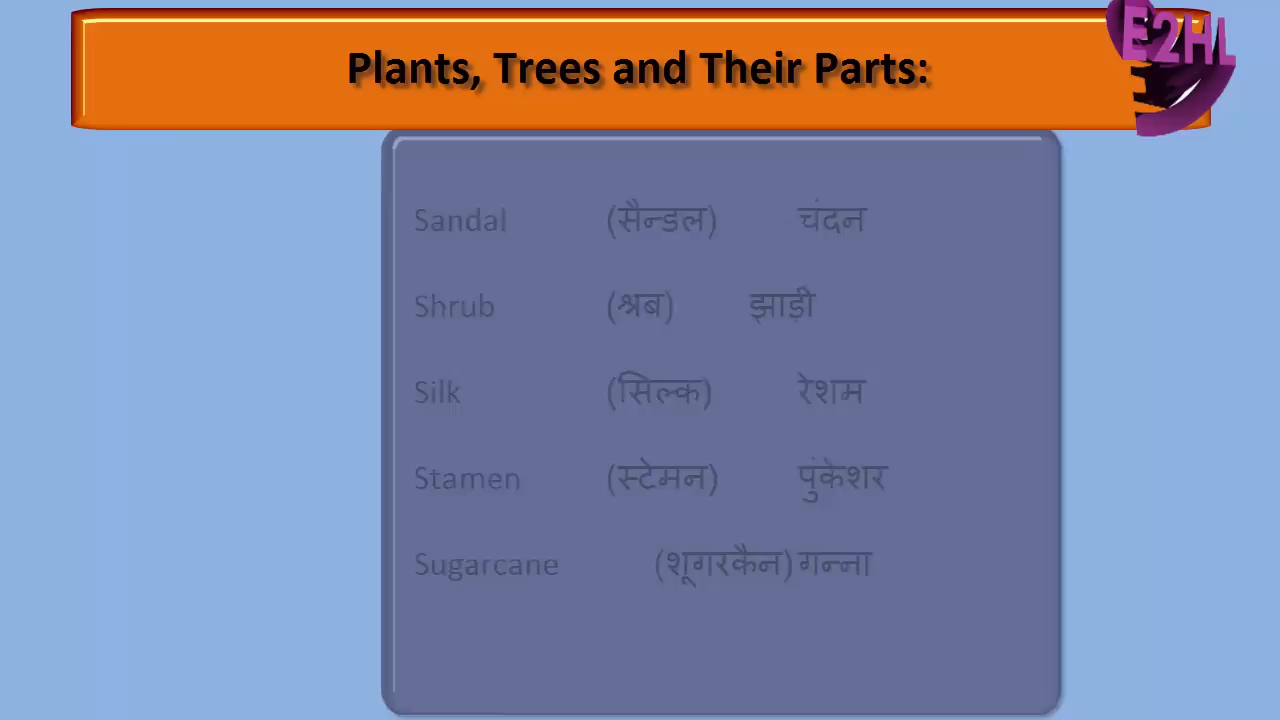 E2HL
Plants, Trees and Their Parts:
Sandal (सैन्डल) चंदन
Shrub (श्रब) झाड़ी
Silk (सिल्क) रेशम
Stamen (स्टेमन) पुंकेशर
Sugarcane (शूगरकैन) गन्ना